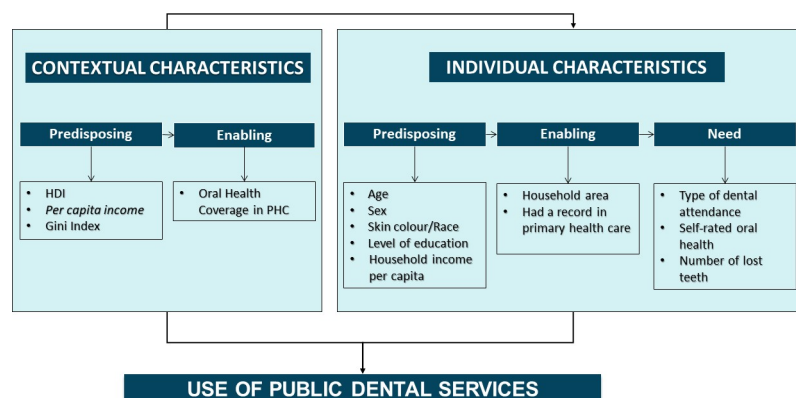 CONTEXTUAL CHARACTERISTICS
Predisposing
Enabling
• HDI
• Per capita income
• Gini Index
• Oral Health
Coverage in PHC
INDIVIDUAL CHARACTERISTICS
Predisposing
Enabling
Need
• Age
• Sex
• Skin colour/Race
• Level of education
• Household income
per capita
• Household area
• Had a record in
primary health care
• Type of dental
attendance
• Self-rated oral
health
• Number of lost
teeth
USE OF PUBLIC DENTAL SERVICES